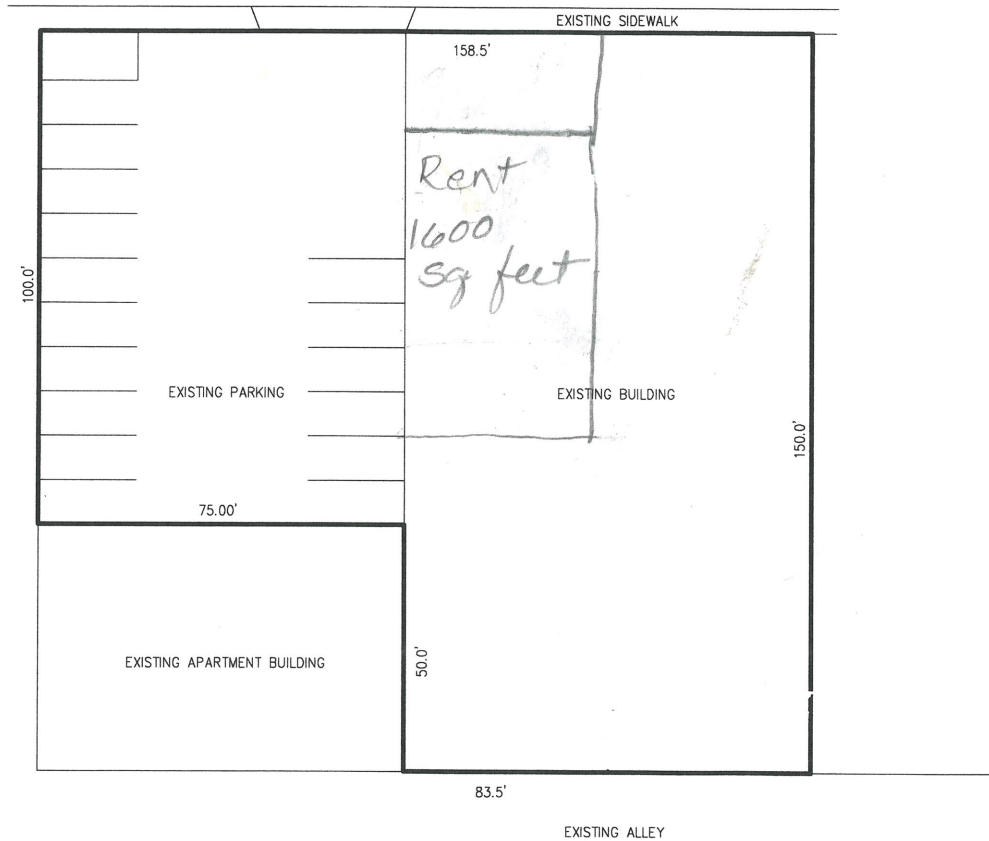 EXISTING SIDEWALK
158.5'
Rent
1600
sq feet
100.0'
EXISTING PARKING
EXISTING BUILDING
150.0'
75.00'
EXISTING APARTMENT BUILDING
50.0'
83.5'
EXISTING ALLEY